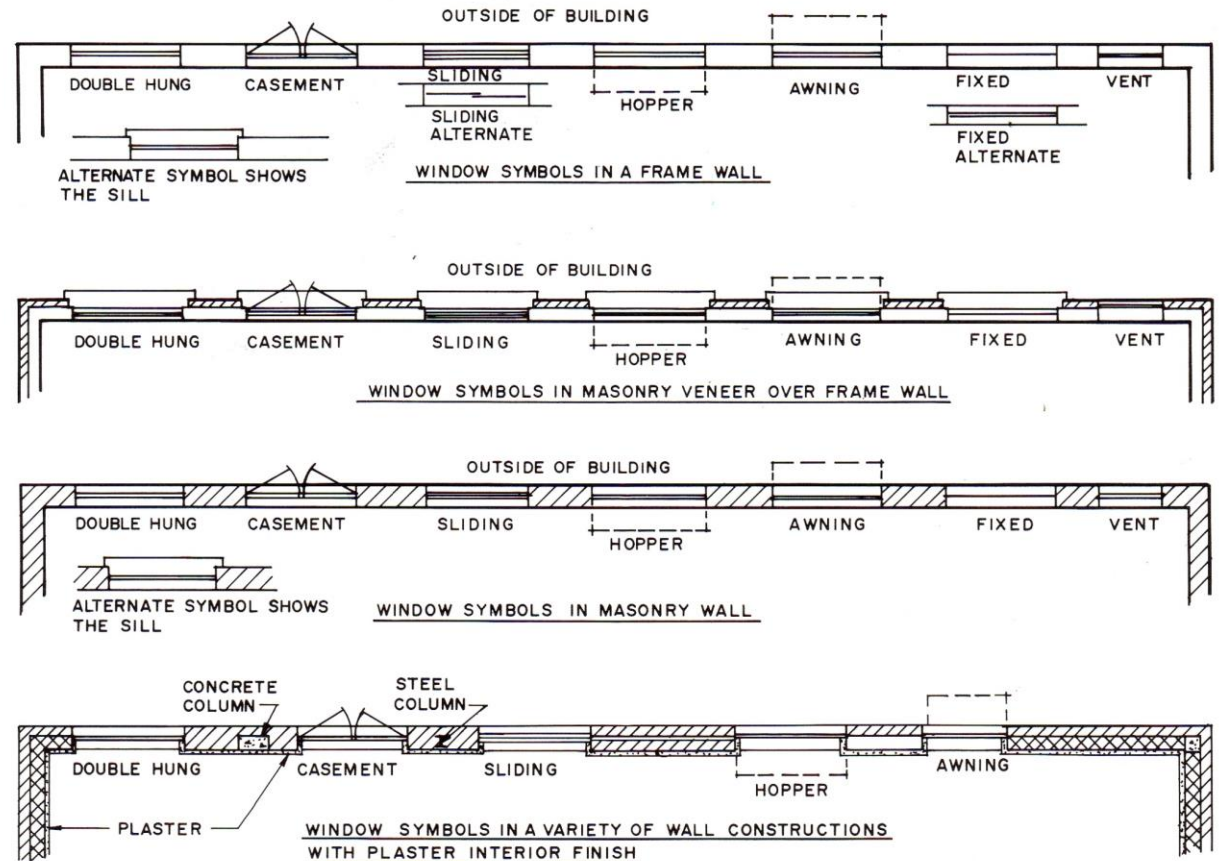 OUTSIDE OF BUILDING
DOUBLE HUNG
CASEMENT
SLIDING
HOPPER
AWNING
FIXED
VENT
SLIDING
ALTERNATE
FIXED
ALTERNATE
ALTERNATE SYMBOL SHOWS
THE SILL
WINDOW SYMBOLS IN A FRAME WALL
OUTSIDE OF BUILDING
DOUBLE HUNG
CASEMENT
SLIDING
HOPPER
AWNING
FIXED
VENT
WINDOW SYMBOLS IN MASONRY VENEER OVER FRAME WALL
OUTSIDE OF BUILDING
DOUBLE HUNG
CASEMENT
SLIDING
HOPPER
AWNING
FIXED
VENT
ALTERNATE SYMBOL SHOWS
THE SILL
WINDOW SYMBOLS IN MASONRY WALL
CONCRETE
COLUMN
STEEL
COLUMN
DOUBLE HUNG
CASEMENT
SLIDING
HOPPER
AWNING
PLASTER
WINDOW SYMBOLS IN A VARIETY OF WALL CONSTRUCTIONS
WITH PLASTER INTERIOR FINISH